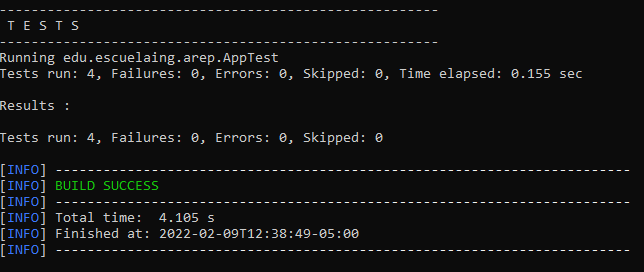 -------------------------------------------------------
 T E S T S
-------------------------------------------------------
Running edu.escuelaing.arep.AppTest
Tests run: 4, Failures: 0, Errors: 0, Skipped: 0, Time elapsed: 0.155 sec

Results :

Tests run: 4, Failures: 0, Errors: 0, Skipped: 0

[INFO] ------------------------------------------------------------------------
[INFO] BUILD SUCCESS
[INFO] ------------------------------------------------------------------------
[INFO] Total time:  4.105 s
[INFO] Finished at: 2022-02-09T12:38:49-05:00
[INFO] ------------------------------------------------------------------------